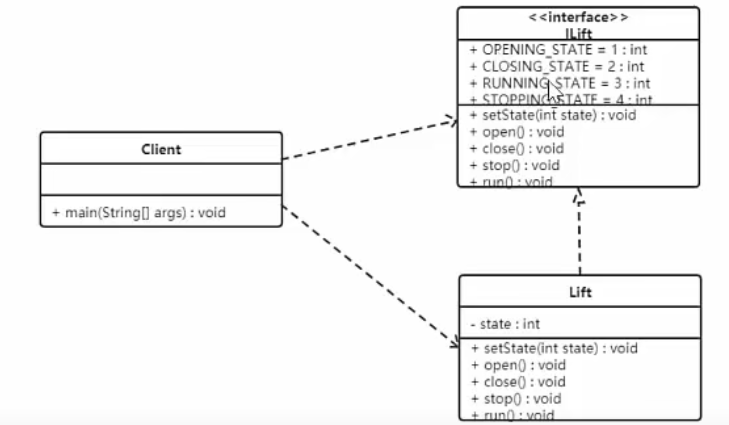 <<interface>>
ILift
+ OPENING_STATE = 1 : int
+ CLOSING_STATE = 2 : int
+ RUNNING_STATE = 3 : int
+ STOPPING_STATE = 4 : int
+ setState(int state) : void
+ open() : void
+ close() : void
+ stop() : void
+ run() : void
Client
+ main(String[] args) : void
Lift
- state : int
+ setState(int state) : void
+ open() : void
+ close() : void
+ stop() : void
+ run() : void